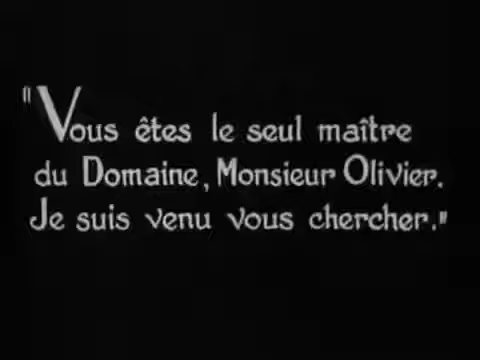 "Vous êtes le seul maître
du Domaine, Monsieur Olivier.
Je suis venu vous chercher."